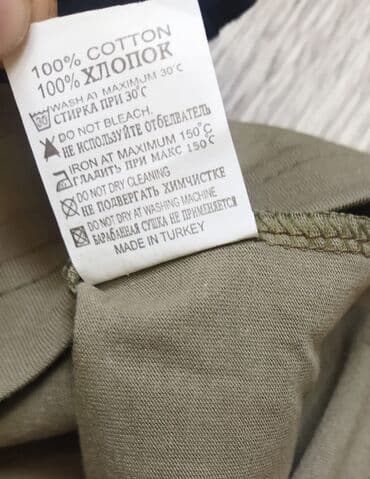 100% COTTON
100% ХЛОПОК
WASH AT MAXIMUM 30°C
СТИРКА ПРИ 30°C
DO NOT BLEACH.
НЕ ИСПОЛЬЗУЙТЕ ОТБЕЛВАТЕЛ
IRON AT MAXIMUM 150°C
ГЛАДИТЬ ПРИ МАКС 150°C
DO NOT DRY CLEANING
НЕ ПОДВЕРГАТЬ ХИМЧИСТКЕ
DO NOT DRY AT WASHING MACHINE
БАРАБАННАЯ СУШКА НЕ ПРИМЕНЯЕТСЯ
MADE IN TURKEY